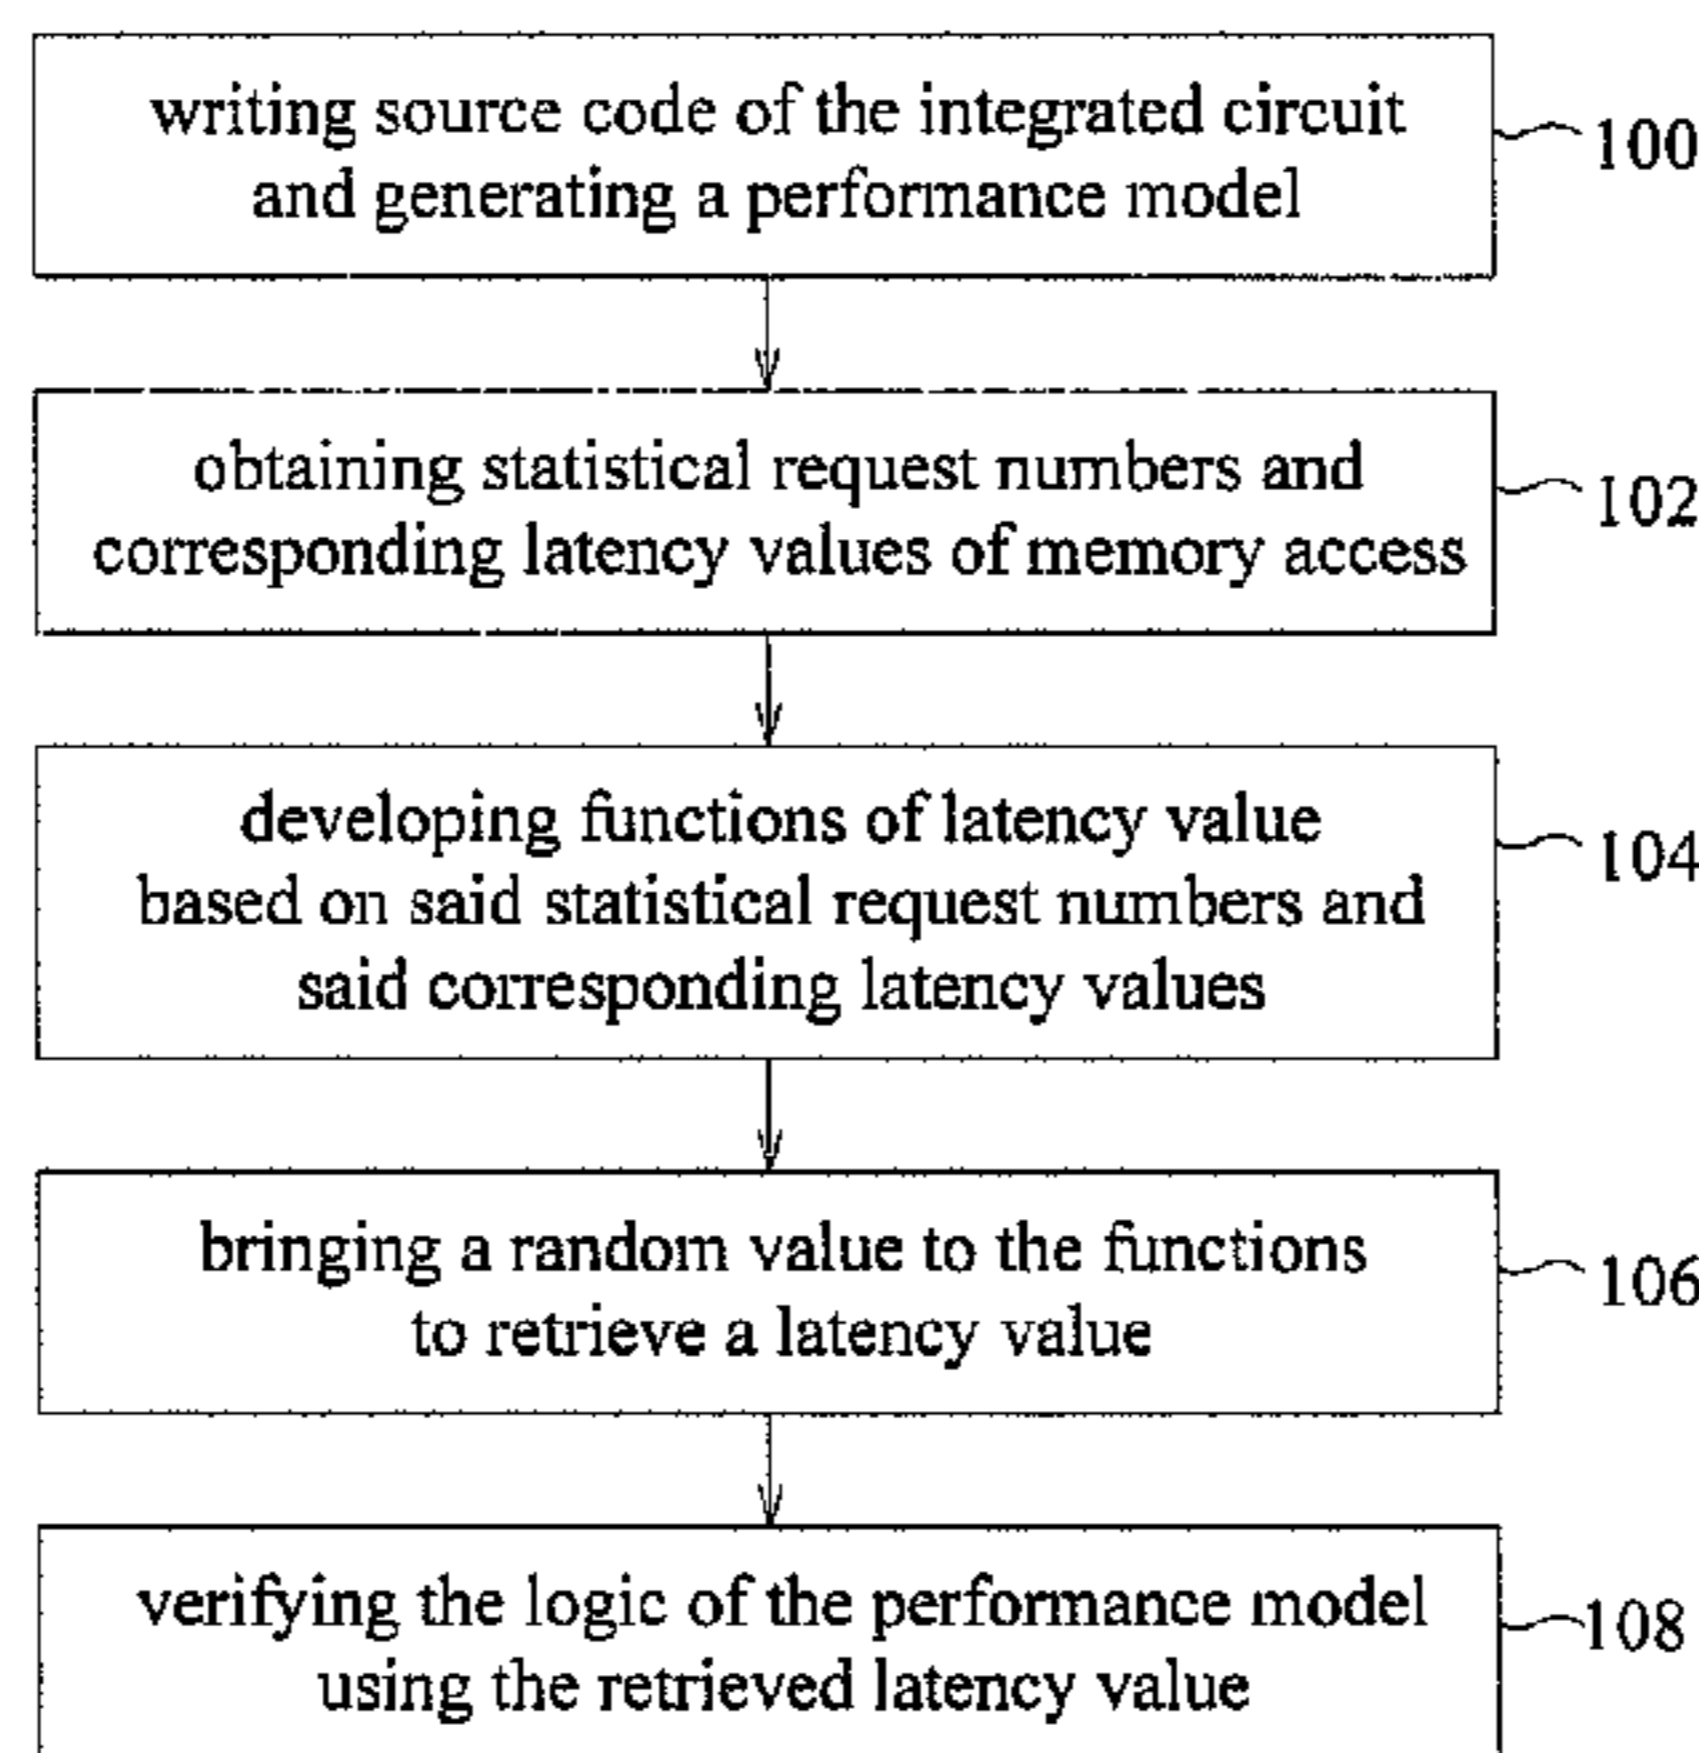 writing source code of the integrated circuit
and generating a performance model
100
obtaining statistical request numbers and
corresponding latency values of memory access
102
developing functions of latency value
based on said statistical request numbers and
said corresponding latency values
104
bringing a random value to the functions
to retrieve a latency value
106
verifying the logic of the performance model
using the retrieved latency value
108